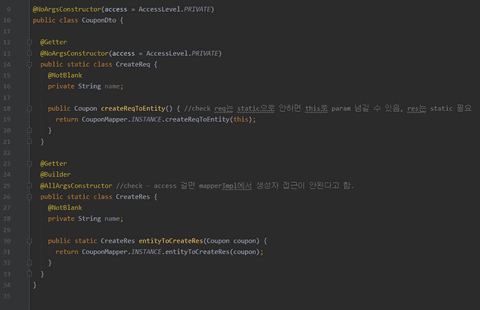 9 @NoArgsConstructor(access = AccessLevel.PRIVATE)
10 public class CouponDto {
11
12 @Getter
13 @NoArgsConstructor(access = AccessLevel.PRIVATE)
14 public static class CreateReq {
15 @NotBlank
16 private String name;
17
18 public Coupon createReqToEntity() { //check req는 static으로 안하면 this로 param 넘길 수 있음, res는 static 필요
19 return CouponMapper.INSTANCE.createReqToEntity(this);
20 }
21 }
22
23 @Getter
24 @Builder
25 @AllArgsConstructor //check - access 걸면 mapperImpl에서 생성자 접근이 안된다고 함.
26 public static class CreateRes {
27 @NotBlank
28 private String name;
29
30 public static CreateRes entityToCreateRes(Coupon coupon) {
31 return CouponMapper.INSTANCE.entityToCreateRes(coupon);
32 }
33 }
34 }
35